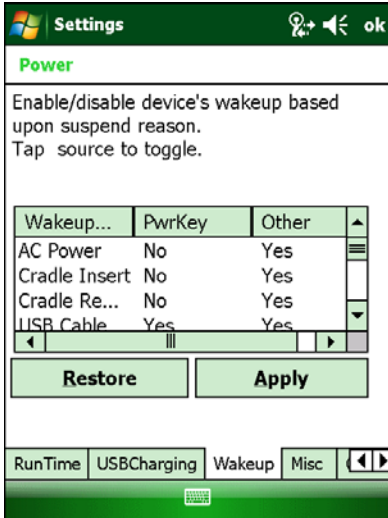 Settings ok
Power
Enable/disable device's wakeup based
upon suspend reason.
Tap source to toggle.
Wakeup... PwrKey Other
AC Power No Yes
Cradle Insert No Yes
Cradle Re... No Yes
USB Cable Yes Yes
Restore Apply
RunTime USBCharging Wakeup Misc